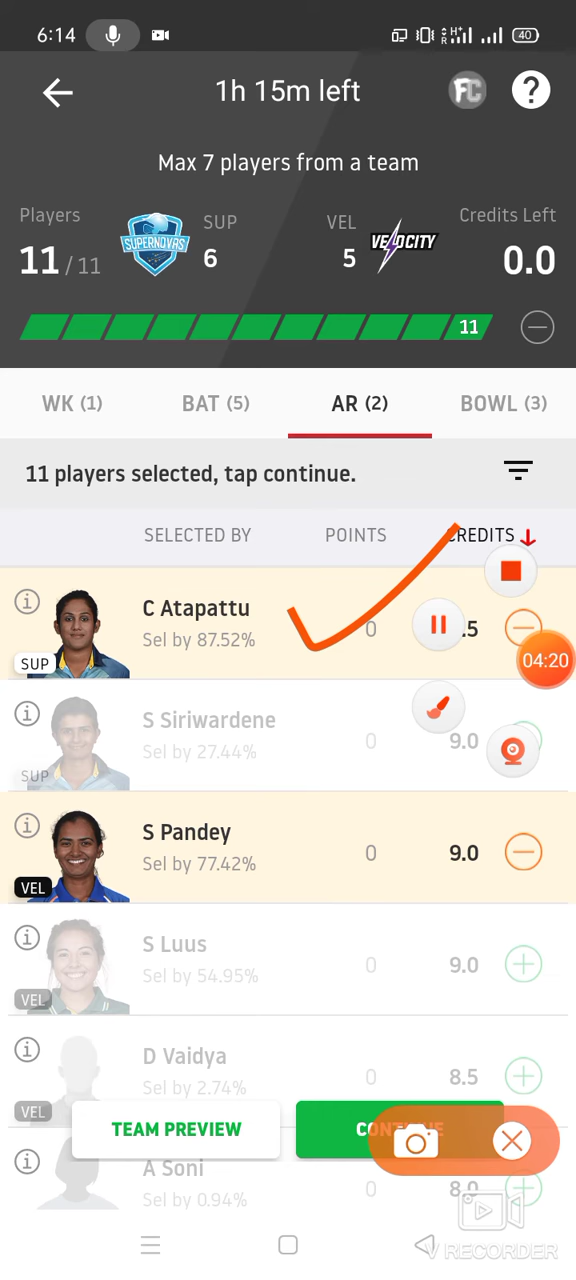 6:14 40
1h 15m left FC ?
Max 7 players from a team
Players SUP VEL Credits Left
11 / 11 SUPERNOVAS 6 5 VELOCITY 0.0
11
WK (1) BAT (5) AR (2) BOWL (3)
11 players selected, tap continue.
SELECTED BY POINTS CREDITS
C Atapattu
Sel by 87.52% 0 .5
SUP
04:20
S Siriwardene
Sel by 27.44% 0 9.0
SUP
S Pandey
Sel by 77.42% 0 9.0
VEL
S Luus
Sel by 54.95% 0 9.0
VEL
D Vaidya
Sel by 2.74% 0 8.5
VEL
TEAM PREVIEW
A Soni
Sel by 0.94% 0 8.0
V RECORDER